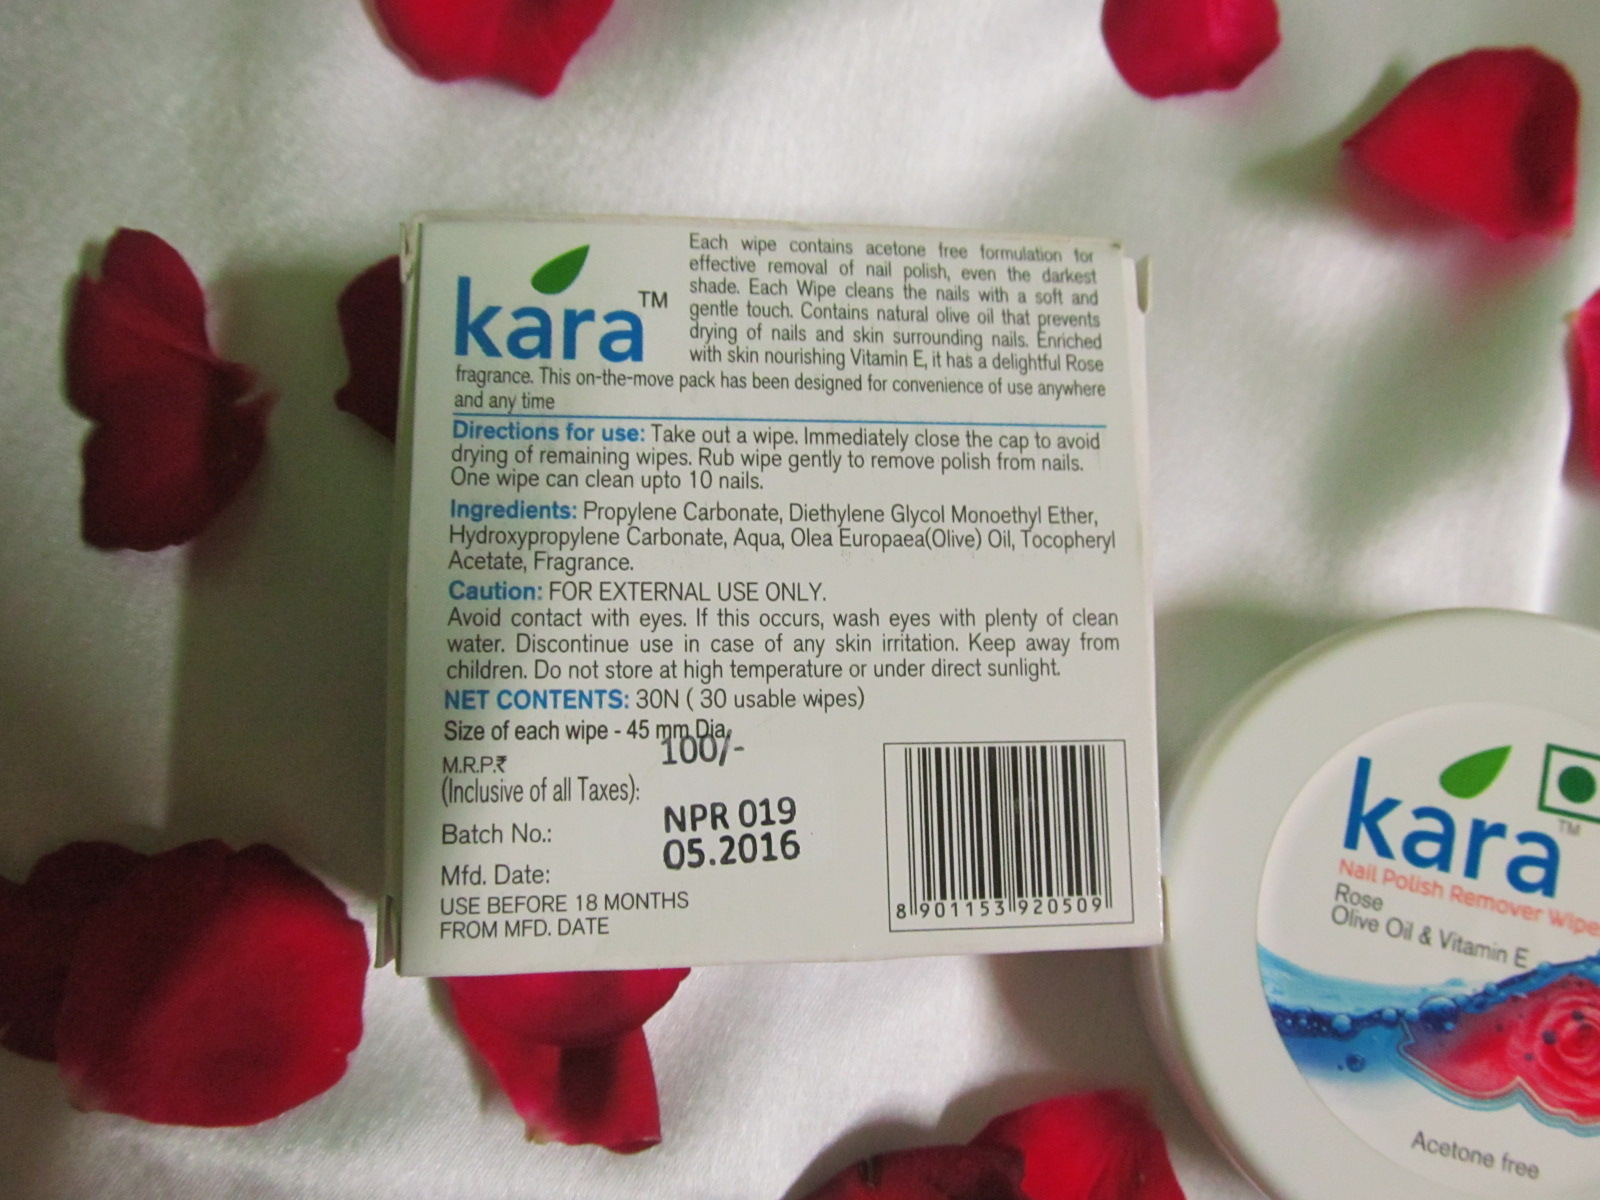 kara™
Each wipe contains acetone free formulation for
effective removal of nail polish, even the darkest
shade. Each Wipe cleans the nails with a soft and
gentle touch. Contains natural olive oil that prevents
drying of nails and skin surrounding nails. Enriched
with skin nourishing Vitamin E, it has a delightful Rose
fragrance. This on-the-move pack has been designed for convenience of use anywhere
and any time
Directions for use: Take out a wipe. Immediately close the cap to avoid
drying of remaining wipes. Rub wipe gently to remove polish from nails.
One wipe can clean upto 10 nails.
Ingredients: Propylene Carbonate, Diethylene Glycol Monoethyl Ether,
Hydroxypropylene Carbonate, Aqua, Olea Europaea(Olive) Oil, Tocopheryl
Acetate, Fragrance.
Caution: FOR EXTERNAL USE ONLY.
Avoid contact with eyes. If this occurs, wash eyes with plenty of clean
water. Discontinue use in case of any skin irritation. Keep away from
children. Do not store at high temperature or under direct sunlight.
NET CONTENTS: 30N ( 30 usable wipes)
Size of each wipe - 45 mm Dia.
100/-
M.R.P.₹
(Inclusive of all Taxes):
Batch No.: NPR 019
Mfd. Date: 05.2016
USE BEFORE 18 MONTHS
FROM MFD. DATE
8 901153 920509
kara™
Nail Polish Remover Wipe
Rose
Olive Oil & Vitamin E
Acetone free